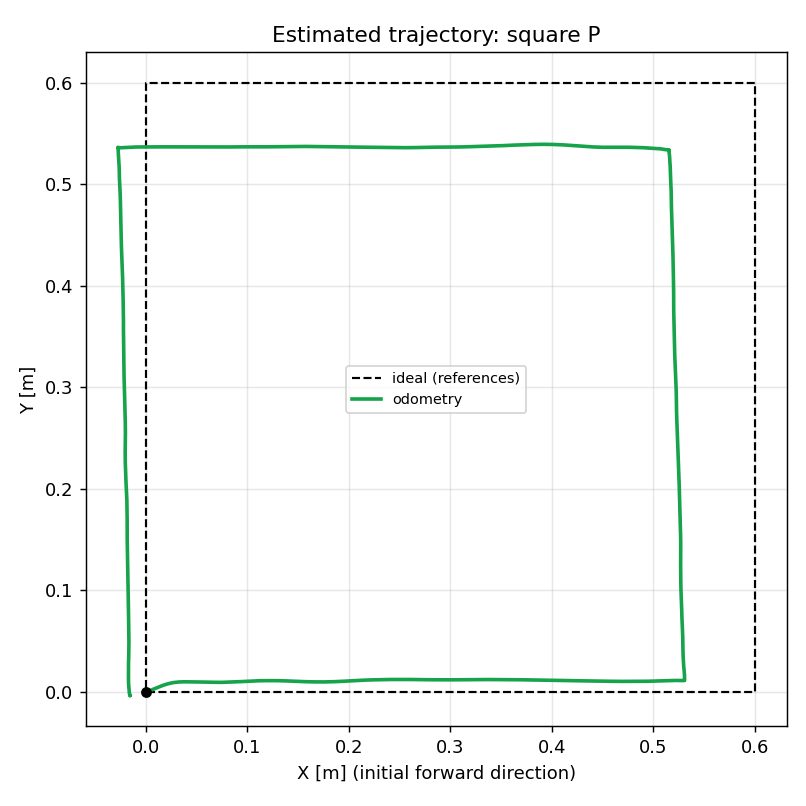 Estimated trajectory: square P
0.6
0.5
0.4
0.3
0.2
0.1
0.0
Y [m]
ideal (references)
odometry
0.0 0.1 0.2 0.3 0.4 0.5 0.6
X [m] (initial forward direction)